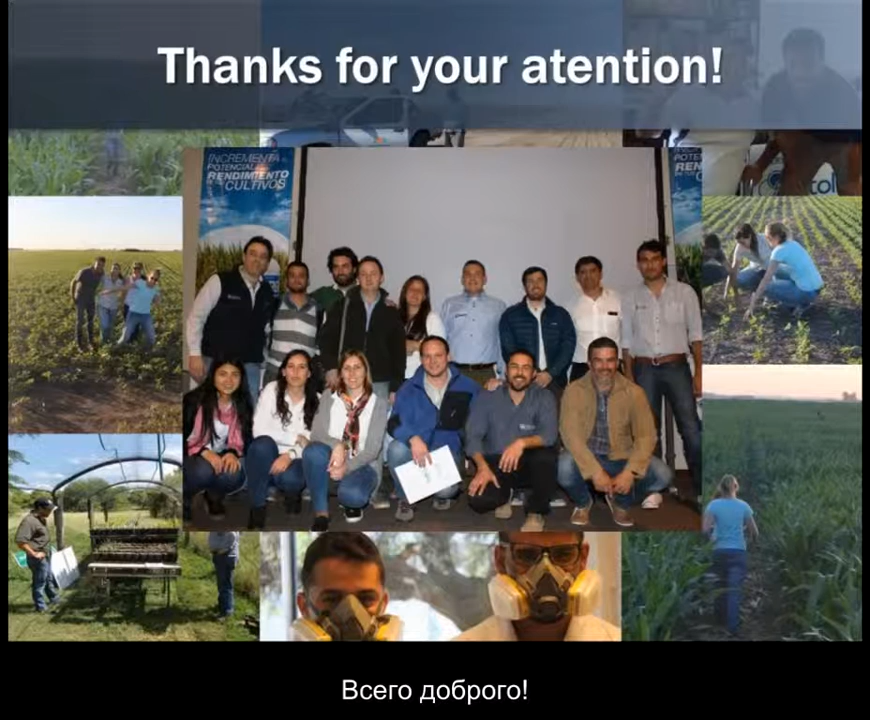 Thanks for your atention!
INCREMENTA
POTENCIAL
RENDIMIENTO
CULTIVOS
Всего доброго!